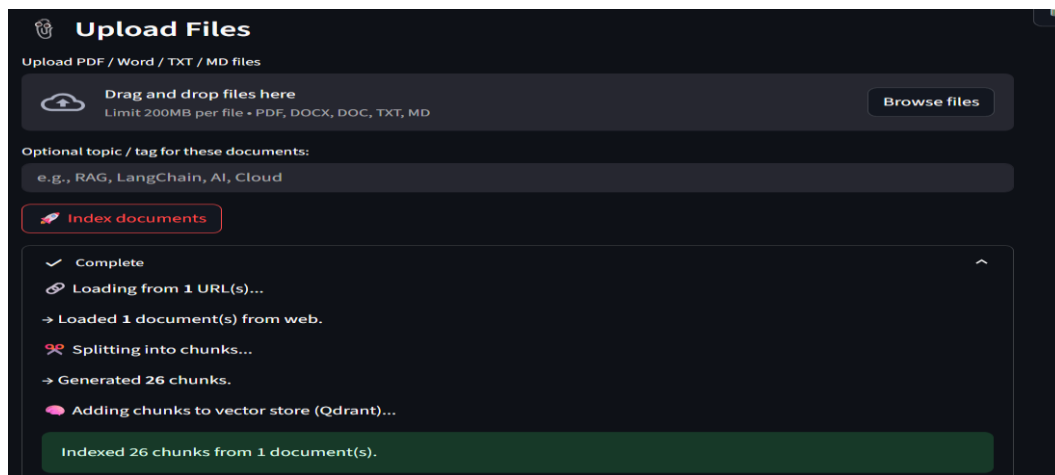 Upload Files
Upload PDF / Word / TXT / MD files
Drag and drop files here
Limit 200MB per file • PDF, DOCX, DOC, TXT, MD
Browse files
Optional topic / tag for these documents:
e.g., RAG, LangChain, AI, Cloud
🚀 Index documents
Complete
Loading from 1 URL(s)...
→ Loaded 1 document(s) from web.
Splitting into chunks...
→ Generated 26 chunks.
Adding chunks to vector store (Qdrant)...
Indexed 26 chunks from 1 document(s).